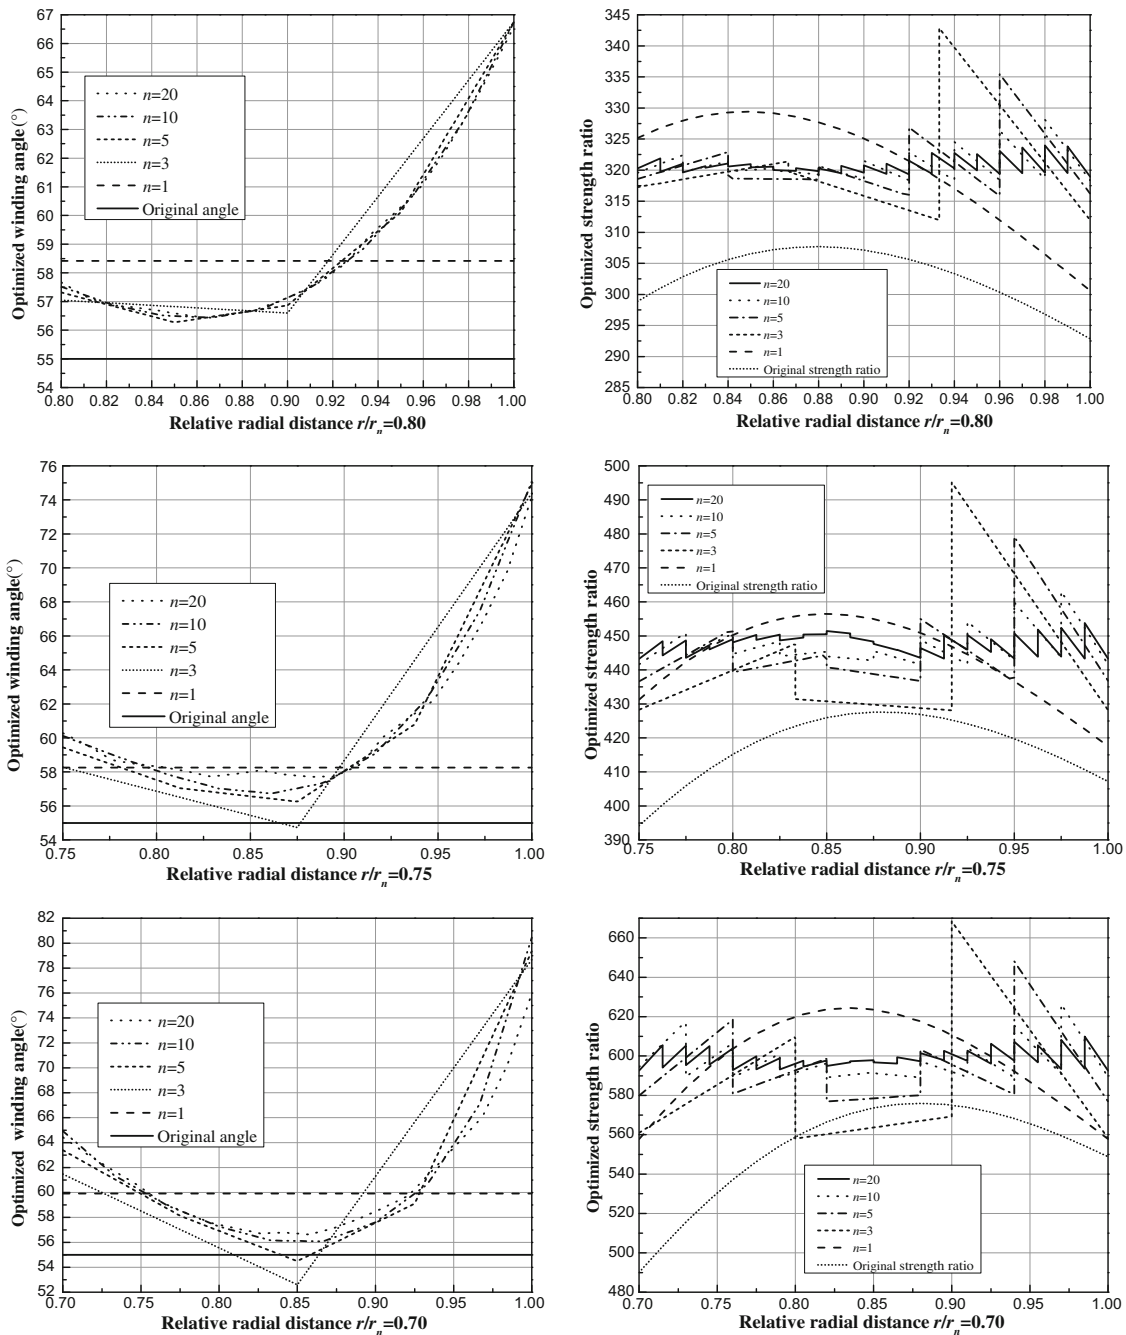 67
66
65
64
63
62
61
60
59
58
57
56
55
54
0.80 0.82 0.84 0.86 0.88 0.90 0.92 0.94 0.96 0.98 1.00
Optimized winding angle(°)
Relative radial distance r/rn=0.80
n=20
n=10
n=5
n=3
n=1
Original angle
345
340
335
330
325
320
315
310
305
300
295
290
285
0.80 0.82 0.84 0.86 0.88 0.90 0.92 0.94 0.96 0.98 1.00
Optimized strength ratio
Relative radial distance r/rn=0.80
n=20
n=10
n=5
n=3
n=1
Original strength ratio
76
74
72
70
68
66
64
62
60
58
55
54
0.75 0.80 0.85 0.90 0.95 1.00
Optimized winding angle(°)
Relative radial distance r/rn=0.75
n=20
n=10
n=5
n=3
n=1
Original angle
500
490
480
470
460
450
440
430
420
410
400
390
0.75 0.80 0.85 0.90 0.95 1.00
Optimized strength ratio
Relative radial distance r/rn=0.75
n=20
n=10
n=5
n=3
n=1
Original strength ratio
82
80
78
76
74
72
70
68
66
64
62
60
58
56
55
54
52
0.70 0.75 0.80 0.85 0.90 0.95 1.00
Optimized winding angle(°)
Relative radial distance r/rn=0.70
n=20
n=10
n=5
n=3
n=1
Original angle
660
640
620
600
580
560
540
520
500
480
0.70 0.75 0.80 0.85 0.90 0.95 1.00
Optimized strength ratio
Relative radial distance r/rn=0.70
n=20
n=10
n=5
n=3
n=1
Original strength ratio